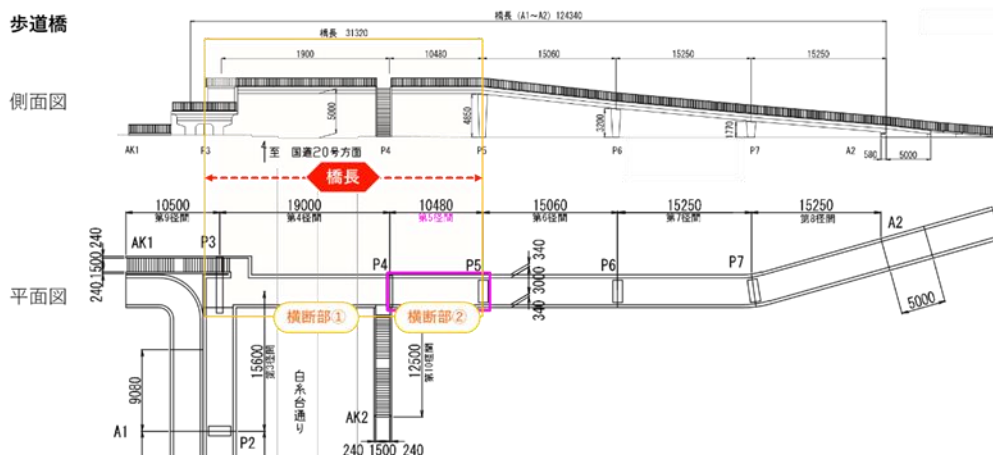 歩道橋
橋長 (A1～A2) 124340
橋長 31320
1900 10480 15060 15250 15250
側面図
5000 4850 3200 1770
AK1 P3 至 国道20号方面 P4 P5 P6 P7 A2 580 5000
橋長
10500 19000 10480 15060 15250 15250
第9径間 第4径間 第5径間 第6径間 第7径間 第8径間
AK1 P3 A2
240 1500 240
P4 P5 340 3000 340 P6 P7
平面図
5000
横断部① 横断部②
15600 第3径間
12500 第10径間
9080
白糸台通り
AK2
A1 P2
240 1500 240